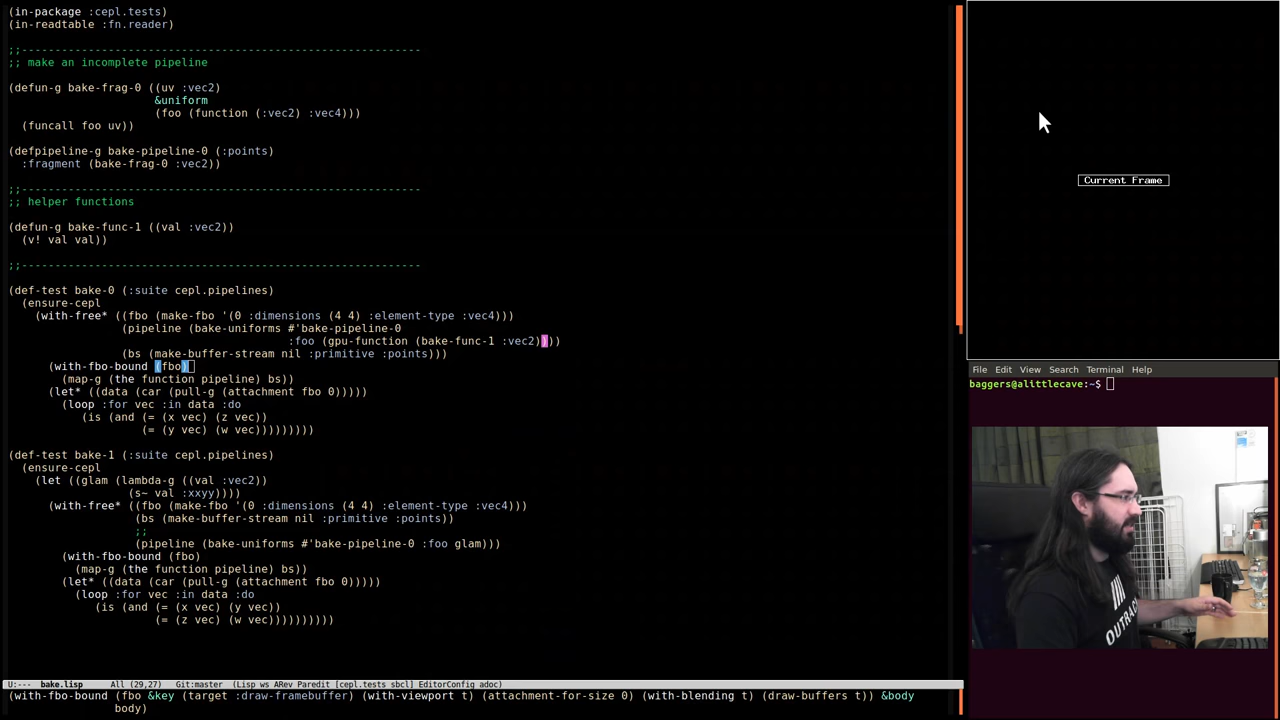 (in-package :cepl.tests)
(in-readtable :fn.reader)
;;-------------------------------------------------------------
;; make an incomplete pipeline
(defun-g bake-frag-0 ((uv :vec2)
&uniform
(foo (function (:vec2) :vec4)))
(funcall foo uv))
(defpipeline-g bake-pipeline-0 (:points)
:fragment (bake-frag-0 :vec2))
;;-------------------------------------------------------------
;; helper functions
(defun-g bake-func-1 ((val :vec2))
(v! val val))
;;-------------------------------------------------------------
(def-test bake-0 (:suite cepl.pipelines)
(ensure-cepl
(with-free* ((fbo (make-fbo '(0 :dimensions (4 4) :element-type :vec4)))
(pipeline (bake-uniforms #'bake-pipeline-0
:foo (gpu-function (bake-func-1 :vec2))))
(bs (make-buffer-stream nil :primitive :points)))
(with-fbo-bound (fbo)
(map-g (the function pipeline) bs))
(let* ((data (car (pull-g (attachment fbo 0)))))
(loop :for vec :in data :do
(is (and (= (x vec) (z vec))
(= (y vec) (w vec)))))))))
(def-test bake-1 (:suite cepl.pipelines)
(ensure-cepl
(let ((glam (lambda-g ((val :vec2))
(s~ val :xxyy))))
(with-free* ((fbo (make-fbo '(0 :dimensions (4 4) :element-type :vec4)))
(bs (make-buffer-stream nil :primitive :points))
;;
(pipeline (bake-uniforms #'bake-pipeline-0 :foo glam)))
(with-fbo-bound (fbo)
(map-g (the function pipeline) bs))
(let* ((data (car (pull-g (attachment fbo 0)))))
(loop :for vec :in data :do
(is (and (= (x vec) (y vec))
(= (z vec) (w vec))))))))))
U:--- bake.lisp All (29,27) Git:master (Lisp ws ARev Paredit [cepl.tests sbcl] EditorConfig adoc)
(with-fbo-bound (fbo &key (target :draw-framebuffer) (with-viewport t) (attachment-for-size 0) (with-blending t) (draw-buffers t)) &body
body)
Current Frame
File Edit View Search Terminal Help
baggers@alittlecave:~$
OUTRAC